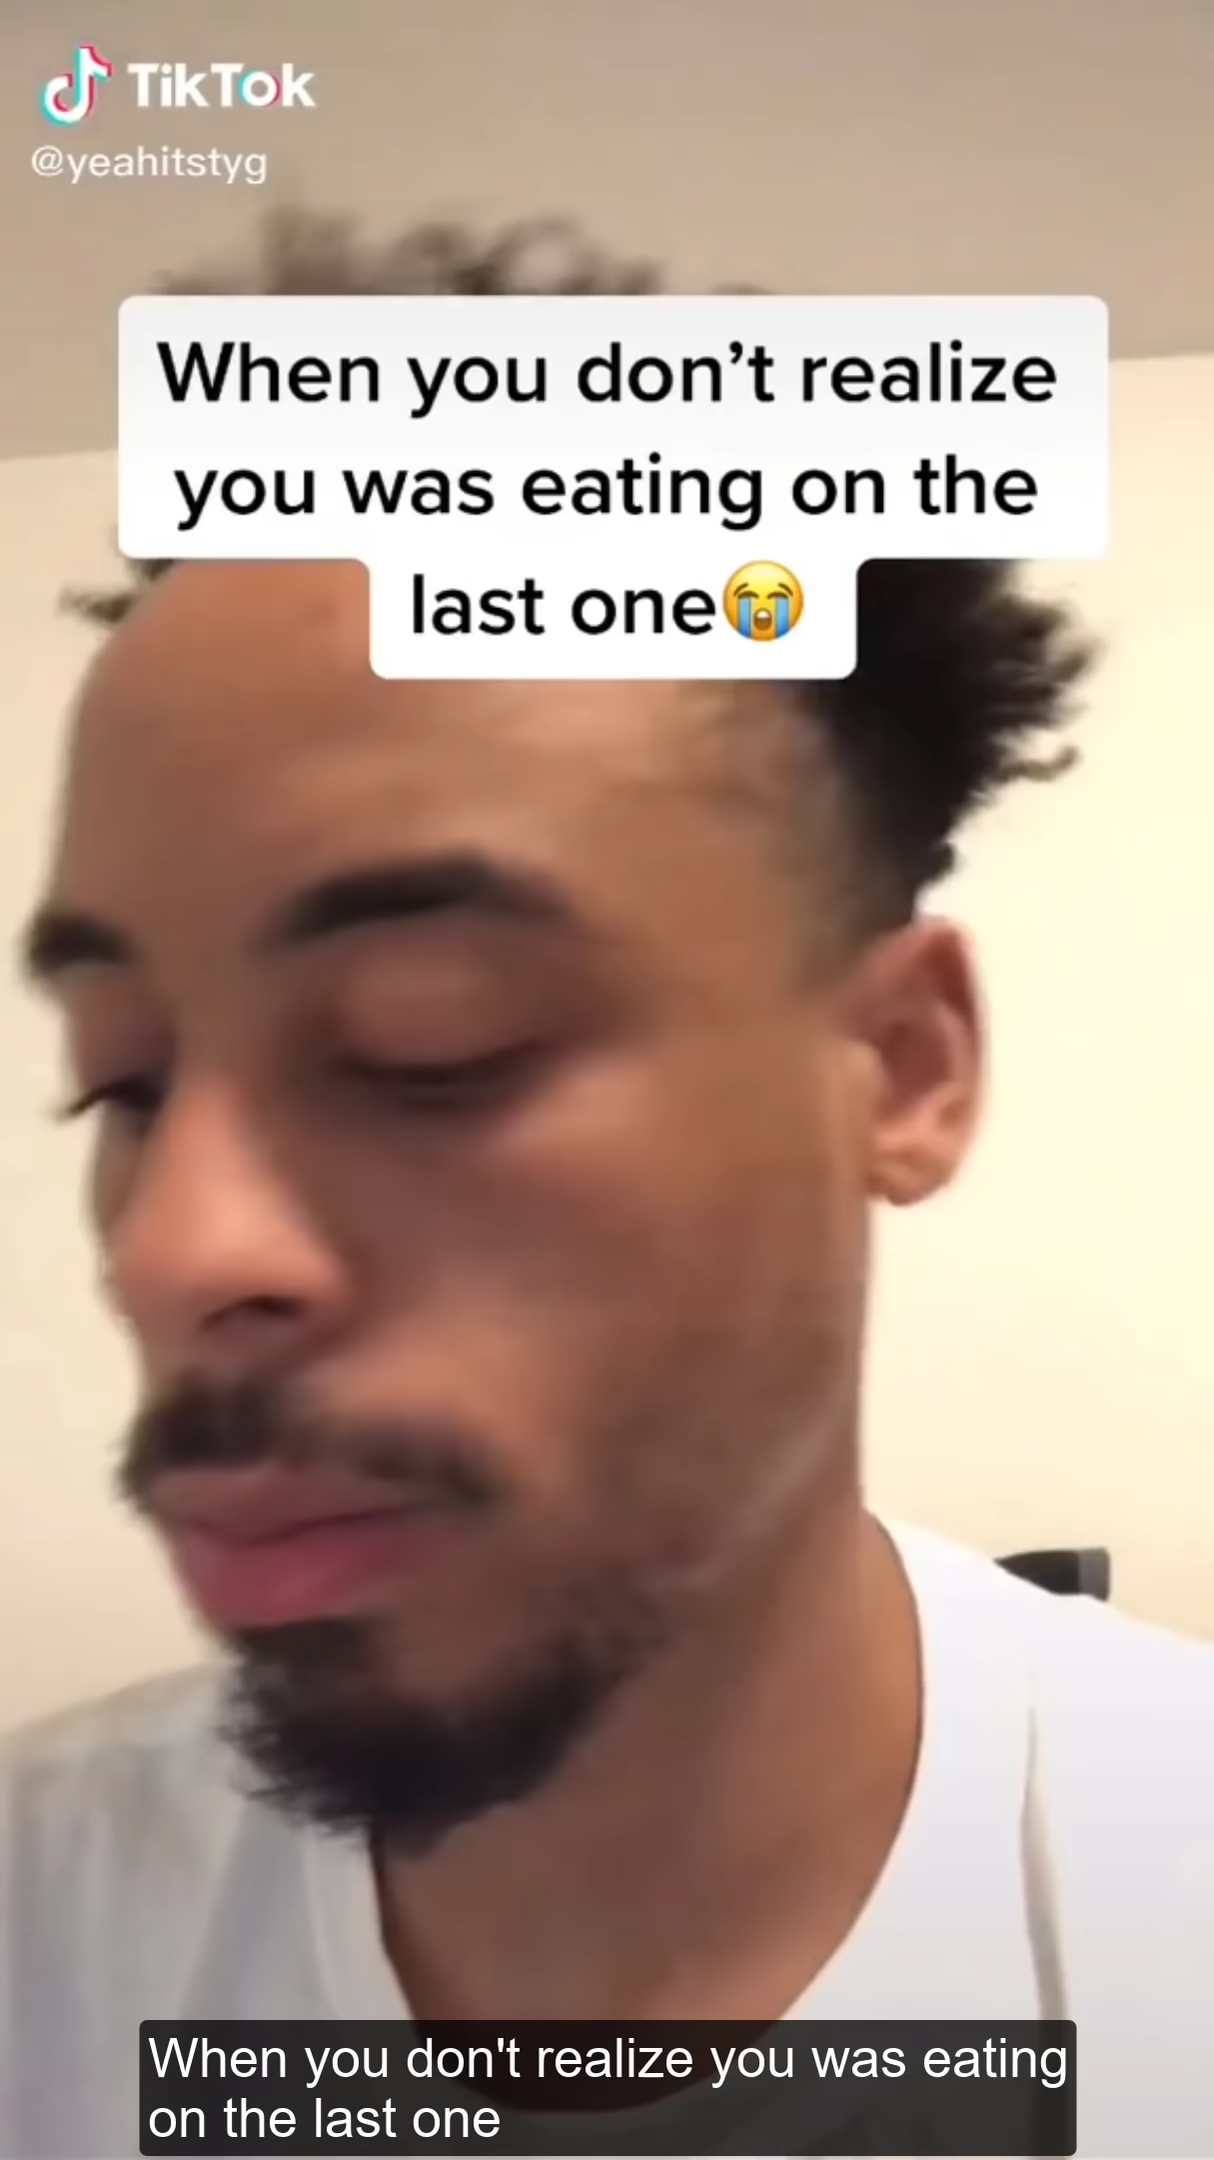 TikTok
@yeahitstyg
When you don’t realize
you was eating on the
last one😭
When you don't realize you was eating
on the last one